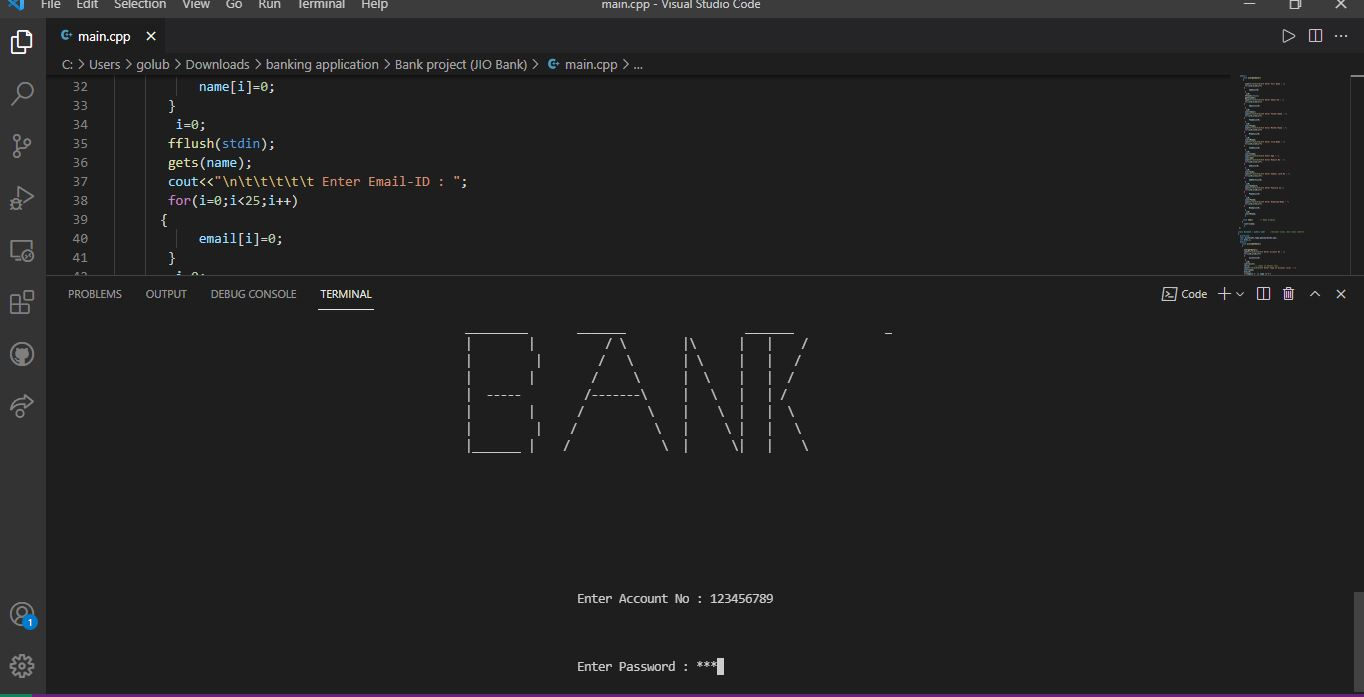 File Edit Selection View Go Run Terminal Help main.cpp - Visual Studio Code
main.cpp
C: > Users > golub > Downloads > banking application > Bank project (JIO Bank) > main.cpp > ...
32 name[i]=0;
33 }
34 i=0;
35 fflush(stdin);
36 gets(name);
37 cout<<"\n\t\t\t\t\t Enter Email-ID : ";
38 for(i=0;i<25;i++)
39 {
40 email[i]=0;
41 }
PROBLEMS OUTPUT DEBUG CONSOLE TERMINAL Code
BANK
Enter Account No : 123456789
Enter Password : ***
1